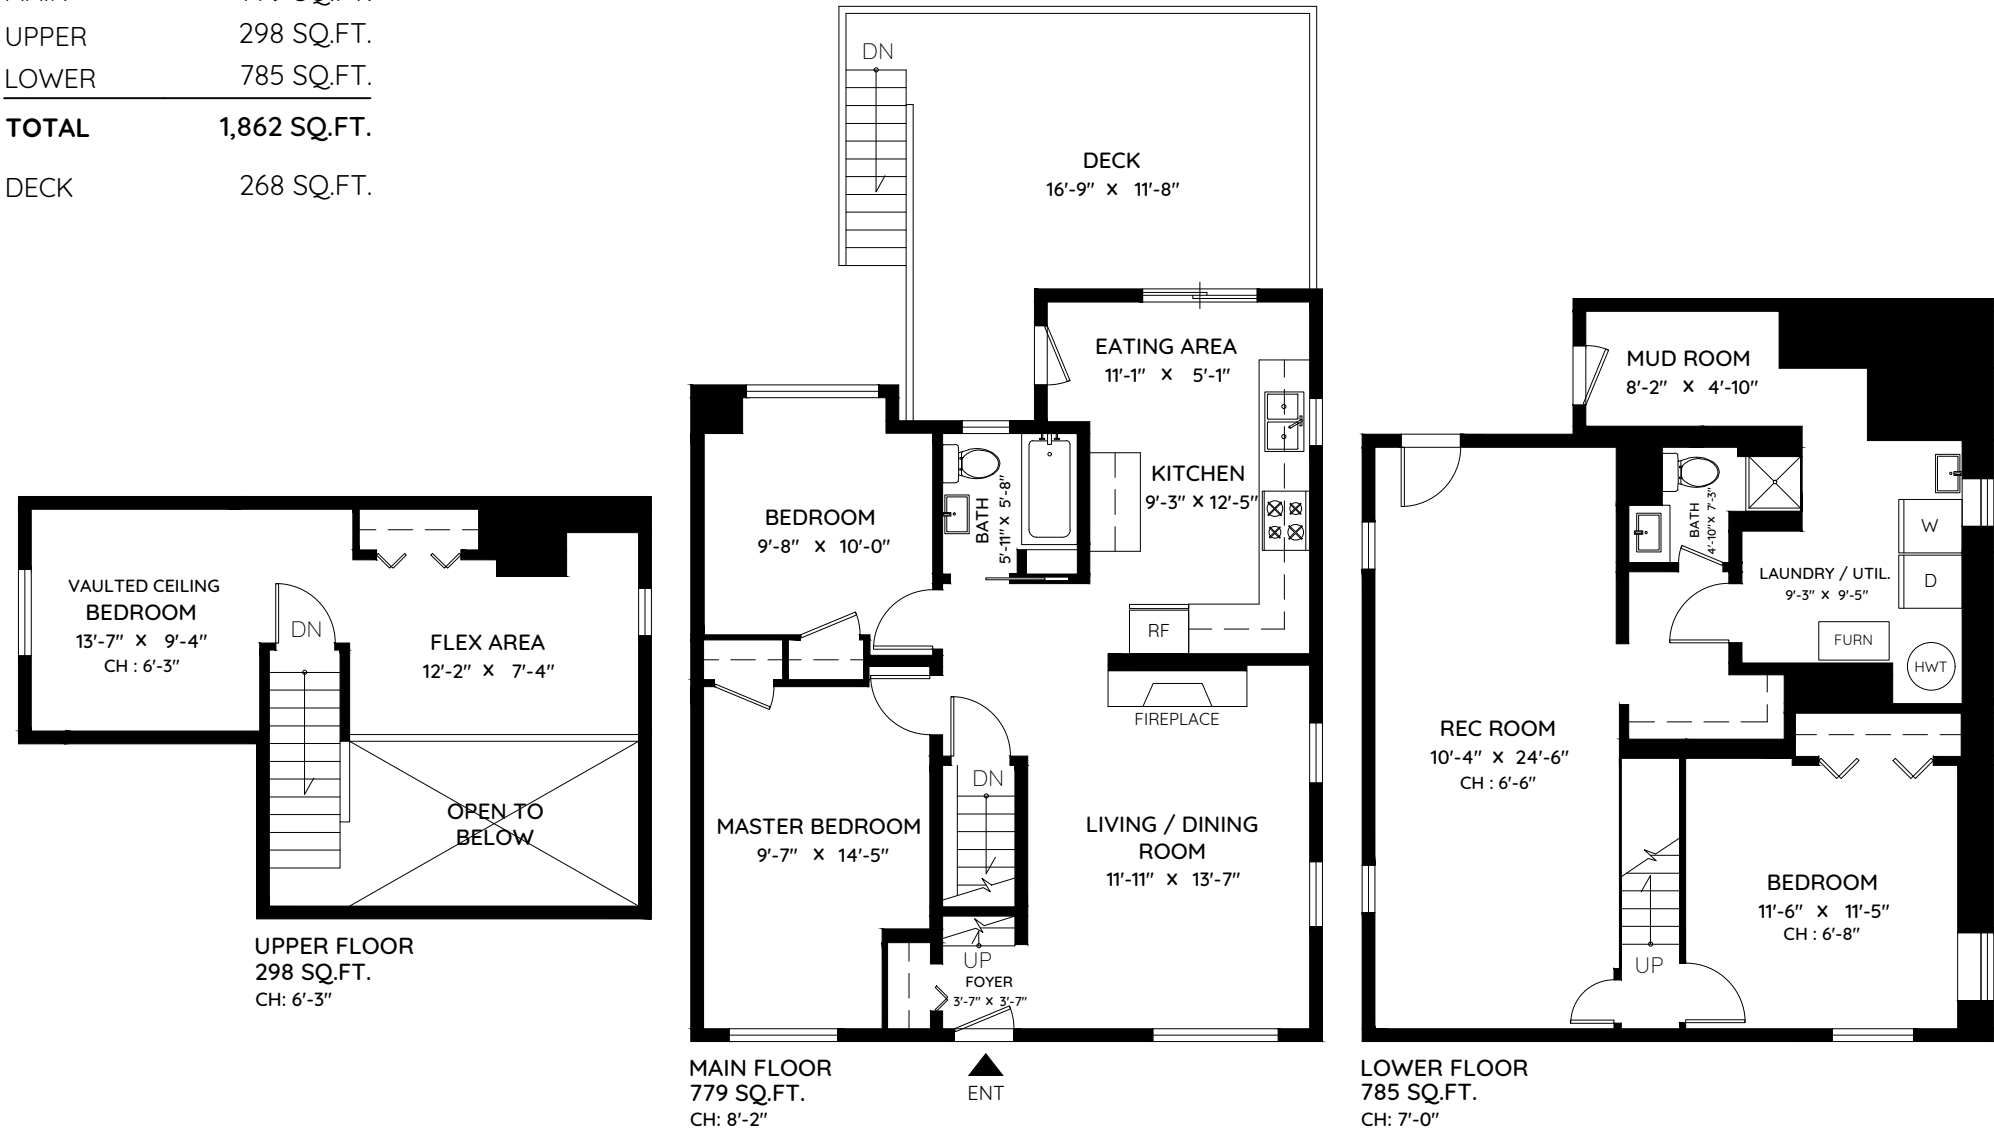 MAIN 779 SQ.FT.
UPPER 298 SQ.FT.
LOWER 785 SQ.FT.
TOTAL 1,862 SQ.FT.
DECK 268 SQ.FT.
VAULTED CEILING
BEDROOM
13'-7" X 9'-4"
CH : 6'-3"
DN
FLEX AREA
12'-2" X 7'-4"
OPEN TO
BELOW
UPPER FLOOR
298 SQ.FT.
CH: 6'-3"
DN
DECK
16'-9" X 11'-8"
EATING AREA
11'-1" X 5'-1"
KITCHEN
9'-3" X 12'-5"
BEDROOM
9'-8" X 10'-0"
BATH
5'-11" X 5'-8"
RF
FIREPLACE
DN
MASTER BEDROOM
9'-7" X 14'-5"
LIVING / DINING
ROOM
11'-11" X 13'-7"
UP
FOYER
3'-7" X 3'-7"
ENT
MAIN FLOOR
779 SQ.FT.
CH: 8'-2"
MUD ROOM
8'-2" X 4'-10"
BATH
4'-10" X 7'-3"
W
D
LAUNDRY / UTIL.
9'-3" X 9'-5"
FURN
HWT
REC ROOM
10'-4" X 24'-6"
CH : 6'-6"
BEDROOM
11'-6" X 11'-5"
CH : 6'-8"
UP
LOWER FLOOR
785 SQ.FT.
CH: 7'-0"